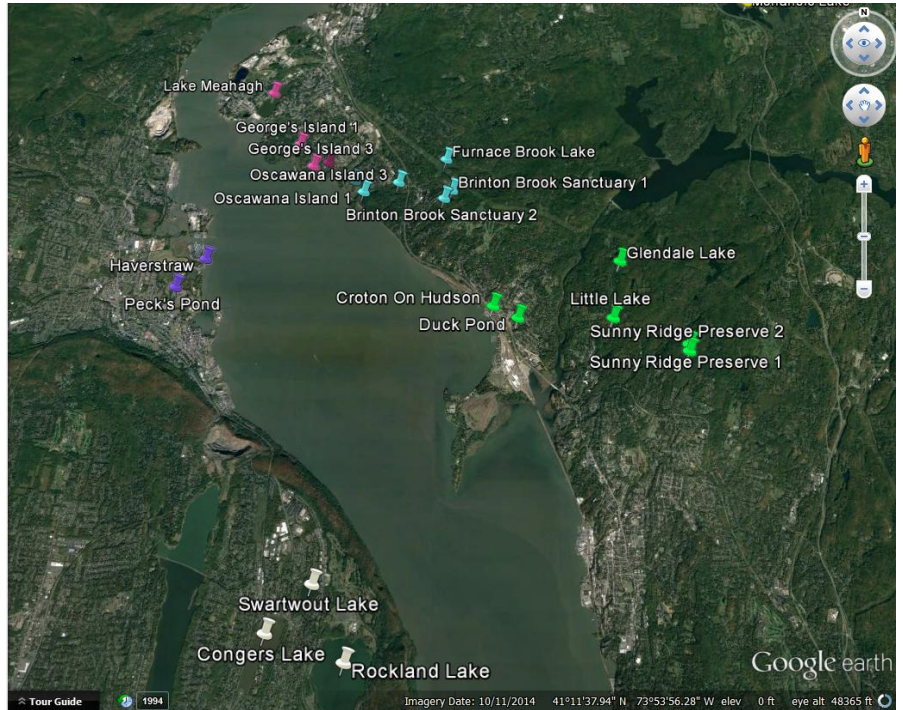 N
Lake Meahagh
George's Island 1
George's Island 3
Furnace Brook Lake
Oscawana Island 3
Brinton Brook Sanctuary 1
Oscawana Island 1
Brinton Brook Sanctuary 2
Glendale Lake
Haverstraw
Croton On Hudson
Little Lake
Peck's Pond
Duck Pond
Sunny Ridge Preserve 2
Sunny Ridge Preserve 1
Swartwout Lake
Congers Lake
Rockland Lake
Google earth
Tour Guide
1994
Imagery Date: 10/11/2014 41°11'37.94" N 73°53'56.28" W elev 0 ft eye alt 48365 ft